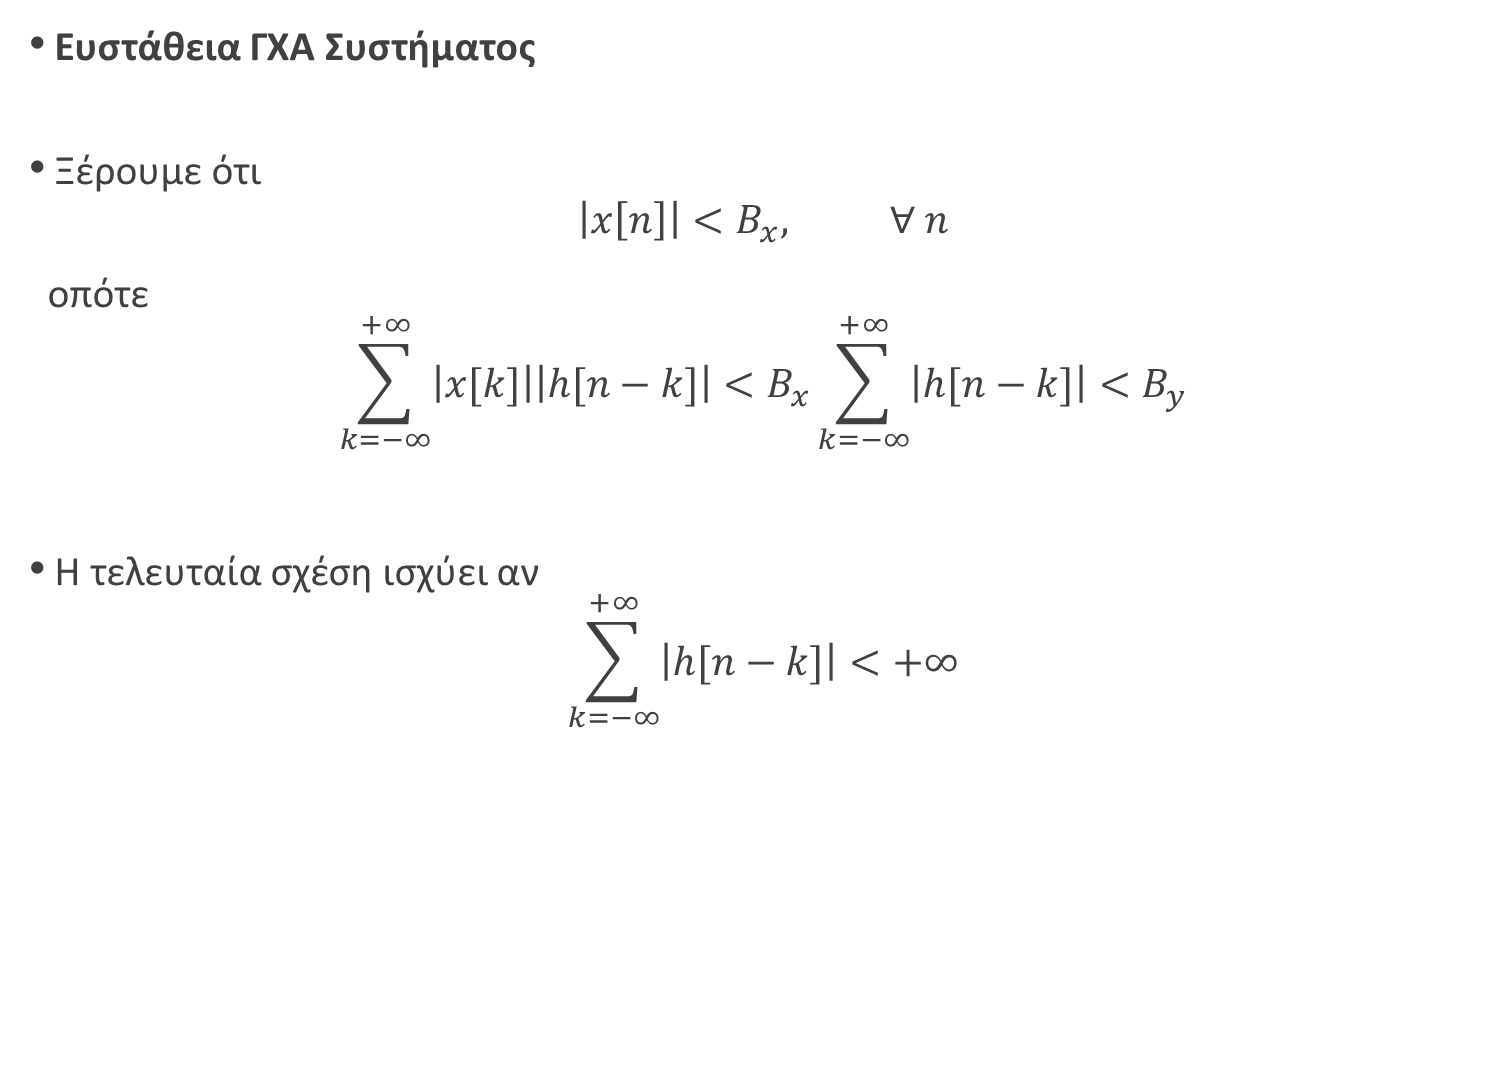 • Ευστάθεια ΓΧΑ Συστήματος
• Ξέρουμε ότι
|x[n]| < B_x, ∀ n
οπότε
∑_{k=−∞}^{+∞} |x[k]||h[n − k]| < B_x ∑_{k=−∞}^{+∞} |h[n − k]| < B_y
• Η τελευταία σχέση ισχύει αν
∑_{k=−∞}^{+∞} |h[n − k]| < +∞